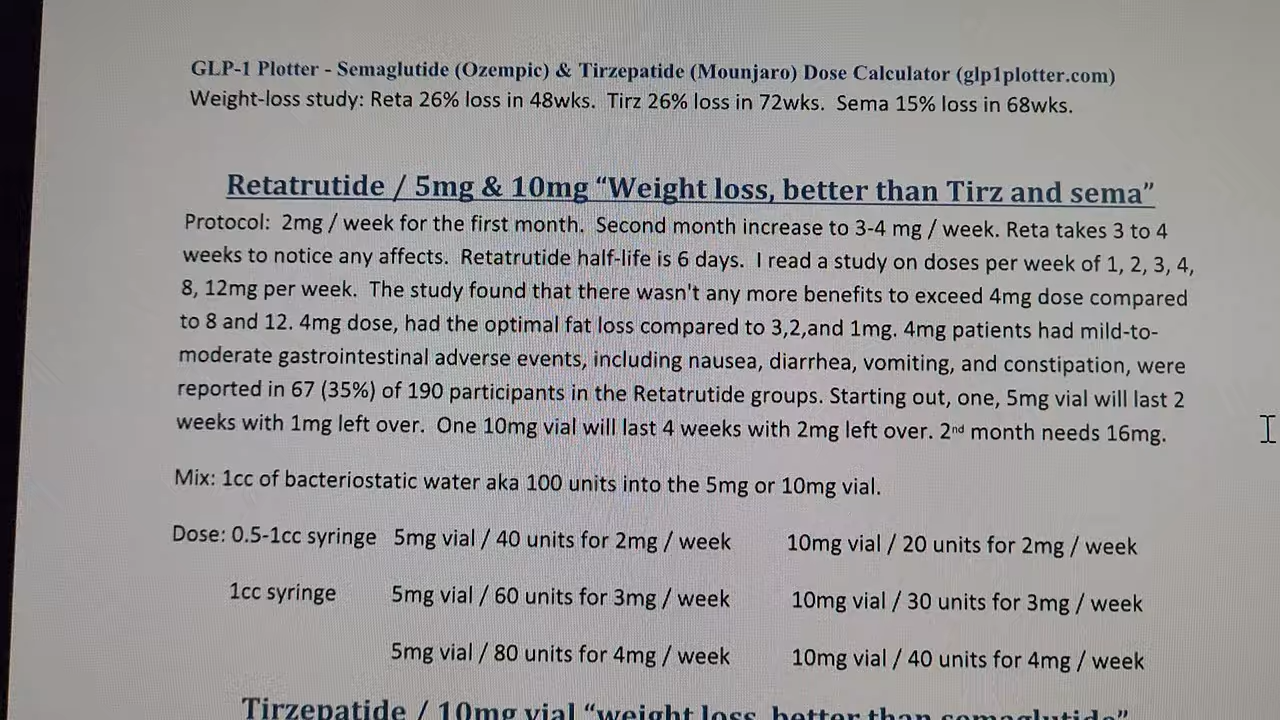 GLP-1 Plotter - Semaglutide (Ozempic) & Tirzepatide (Mounjaro) Dose Calculator (glp1plotter.com)
Weight-loss study: Reta 26% loss in 48wks.  Tirz 26% loss in 72wks.  Sema 15% loss in 68wks.
Retatrutide / 5mg & 10mg “Weight loss, better than Tirz and sema”
Protocol:  2mg / week for the first month.  Second month increase to 3-4 mg / week. Reta takes 3 to 4
weeks to notice any affects.  Retatrutide half-life is 6 days.  I read a study on doses per week of 1, 2, 3, 4,
8, 12mg per week.  The study found that there wasn't any more benefits to exceed 4mg dose compared
to 8 and 12. 4mg dose, had the optimal fat loss compared to 3,2,and 1mg. 4mg patients had mild-to-
moderate gastrointestinal adverse events, including nausea, diarrhea, vomiting, and constipation, were
reported in 67 (35%) of 190 participants in the Retatrutide groups. Starting out, one, 5mg vial will last 2
weeks with 1mg left over.  One 10mg vial will last 4 weeks with 2mg left over. 2nd month needs 16mg.
Mix: 1cc of bacteriostatic water aka 100 units into the 5mg or 10mg vial.
Dose: 0.5-1cc syringe   5mg vial / 40 units for 2mg / week   10mg vial / 20 units for 2mg / week
1cc syringe   5mg vial / 60 units for 3mg / week   10mg vial / 30 units for 3mg / week
5mg vial / 80 units for 4mg / week   10mg vial / 40 units for 4mg / week
Tirzepatide / 10mg vial “weight loss, better than semaglutide”